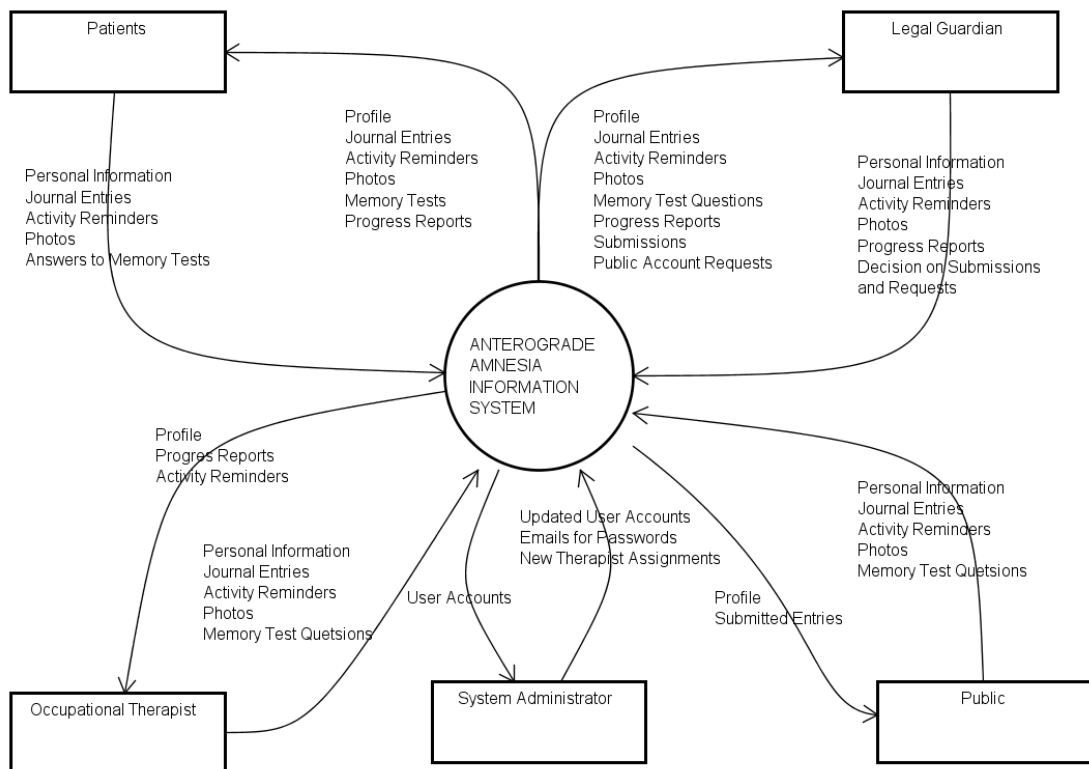 Patients
Legal Guardian
Profile
Journal Entries
Activity Reminders
Photos
Memory Tests
Progress Reports
Profile
Journal Entries
Activity Reminders
Photos
Memory Test Questions
Progress Reports
Submissions
Public Account Requests
Personal Information
Journal Entries
Activity Reminders
Photos
Answers to Memory Tests
Personal Information
Journal Entries
Activity Reminders
Photos
Progress Reports
Decision on Submissions
and Requests
ANTEROGRADE
AMNESIA
INFORMATION
SYSTEM
Profile
Progres Reports
Activity Reminders
Personal Information
Journal Entries
Activity Reminders
Photos
Memory Test Quetsions
User Accounts
Updated User Accounts
Emails for Passwords
New Therapist Assignments
Profile
Submitted Entries
Personal Information
Journal Entries
Activity Reminders
Photos
Memory Test Quetsions
Occupational Therapist
System Administrator
Public